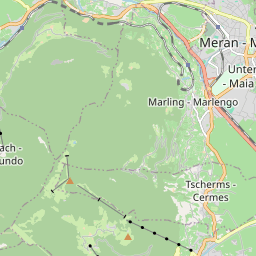 Meran - M
Unter
- Maia
Marling - Marlengo
ach -
undo
Tscherms -
Cermes